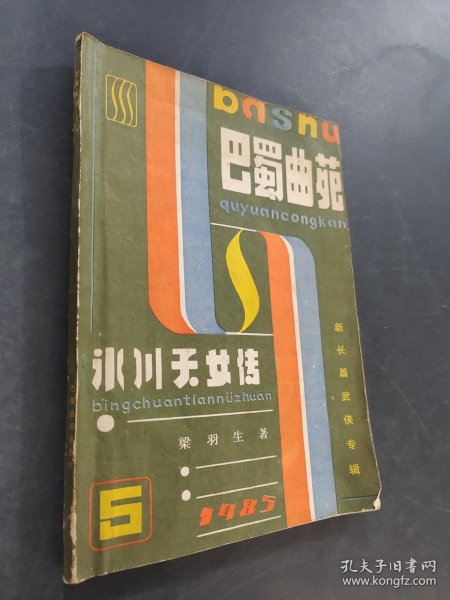 bashu
巴蜀曲苑
quyuancongkan
冰川天女传
bingchuantiannüzhuan
新长篇武侠专辑
梁羽生著
5
1985
孔夫子旧书网
www.kongfz.com